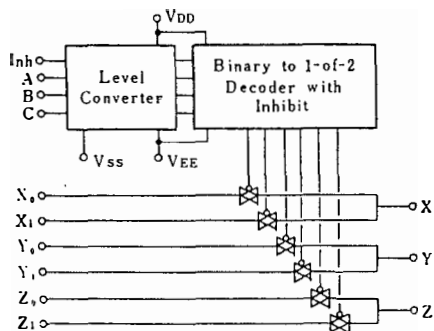 VDD
Inh
A
B
C
Level
Converter
Binary to 1-of-2
Decoder with
Inhibit
VSS
VEE
X0
X1
X
Y0
Y1
Y
Z0
Z1
Z